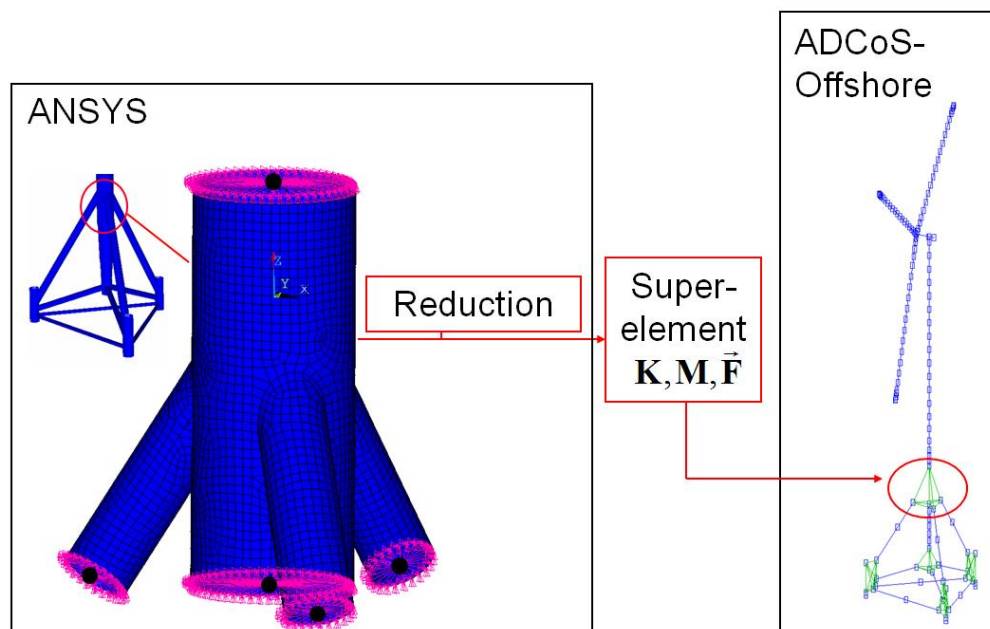 ANSYS
Z
Y
X
Reduction
Super-
element
K, M, F⃗
ADCoS-
Offshore